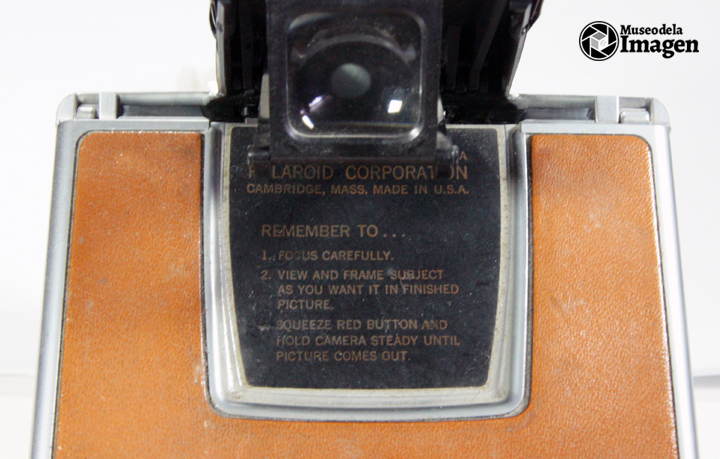 Museodela
Imagen
POLAROID CORPORATION
CAMBRIDGE, MASS. MADE IN U.S.A.
REMEMBER TO...
1. FOCUS CAREFULLY.
2. VIEW AND FRAME SUBJECT
AS YOU WANT IT IN FINISHED
PICTURE.
SQUEEZE RED BUTTON AND
HOLD CAMERA STEADY UNTIL
PICTURE COMES OUT.